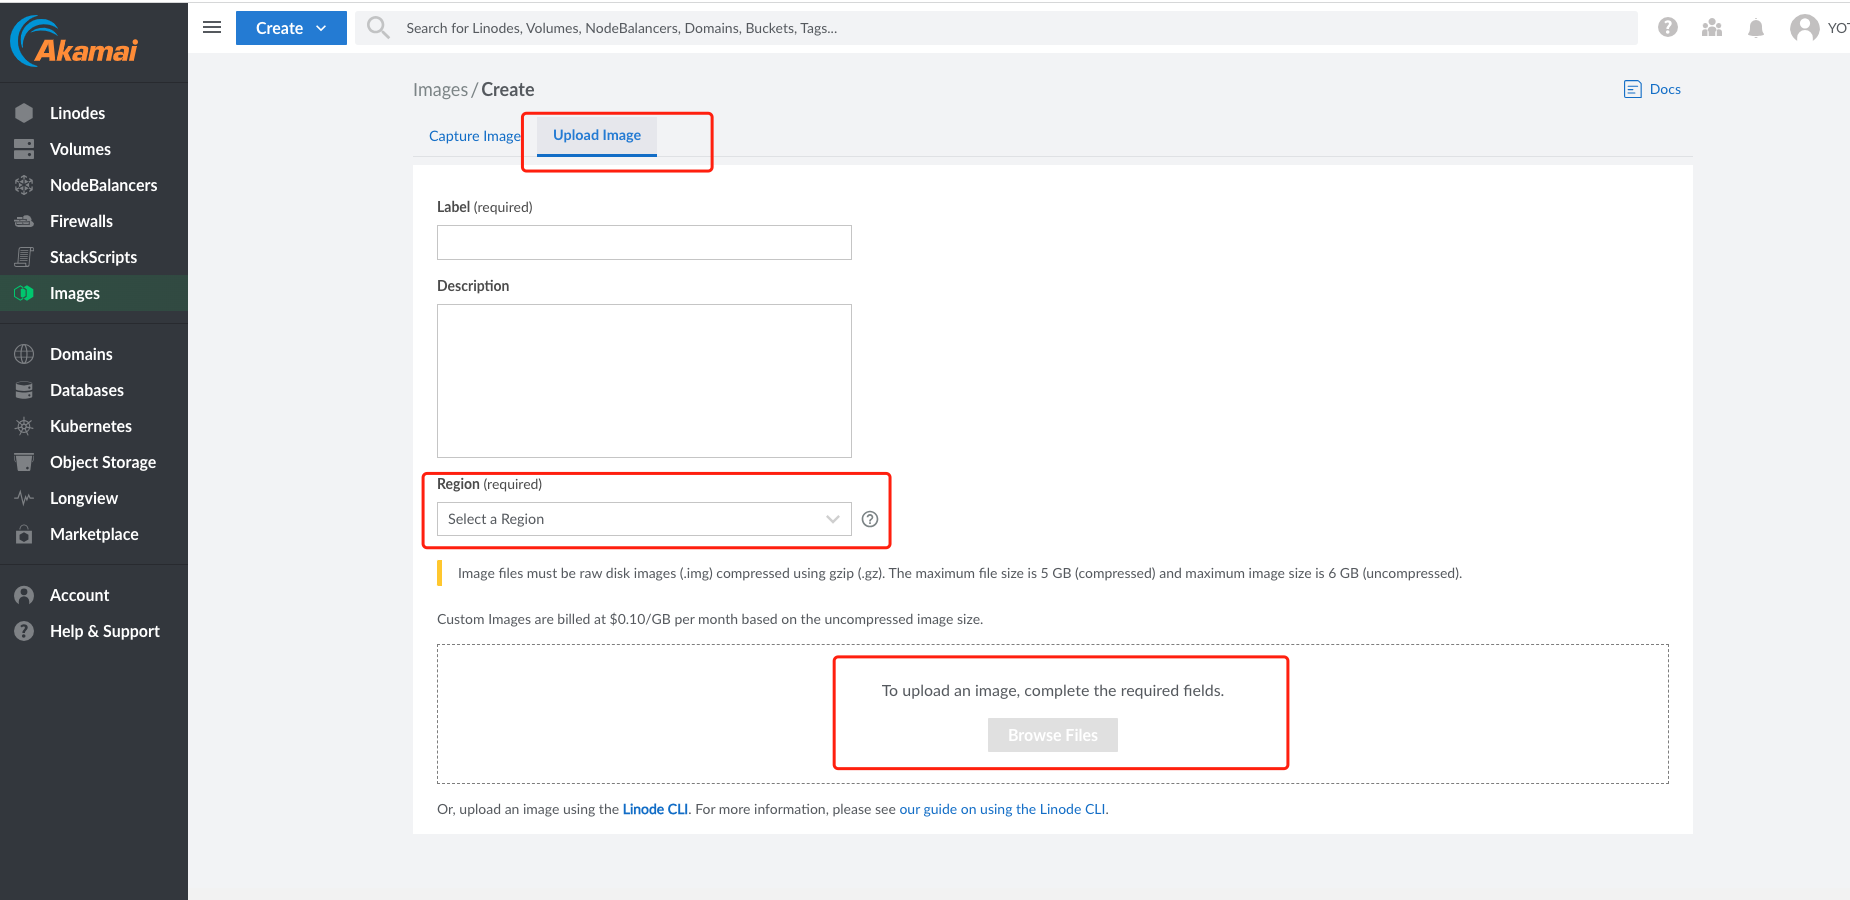 Akamai
Create
Search for Linodes, Volumes, NodeBalancers, Domains, Buckets, Tags...
YOT
Linodes
Volumes
NodeBalancers
Firewalls
StackScripts
Images
Domains
Databases
Kubernetes
Object Storage
Longview
Marketplace
Account
Help & Support
Images / Create
Docs
Capture Image
Upload Image
Label (required)
Description
Region (required)
Select a Region
Image files must be raw disk images (.img) compressed using gzip (.gz). The maximum file size is 5 GB (compressed) and maximum image size is 6 GB (uncompressed).
Custom Images are billed at $0.10/GB per month based on the uncompressed image size.
To upload an image, complete the required fields.
Browse Files
Or, upload an image using the Linode CLI. For more information, please see our guide on using the Linode CLI.